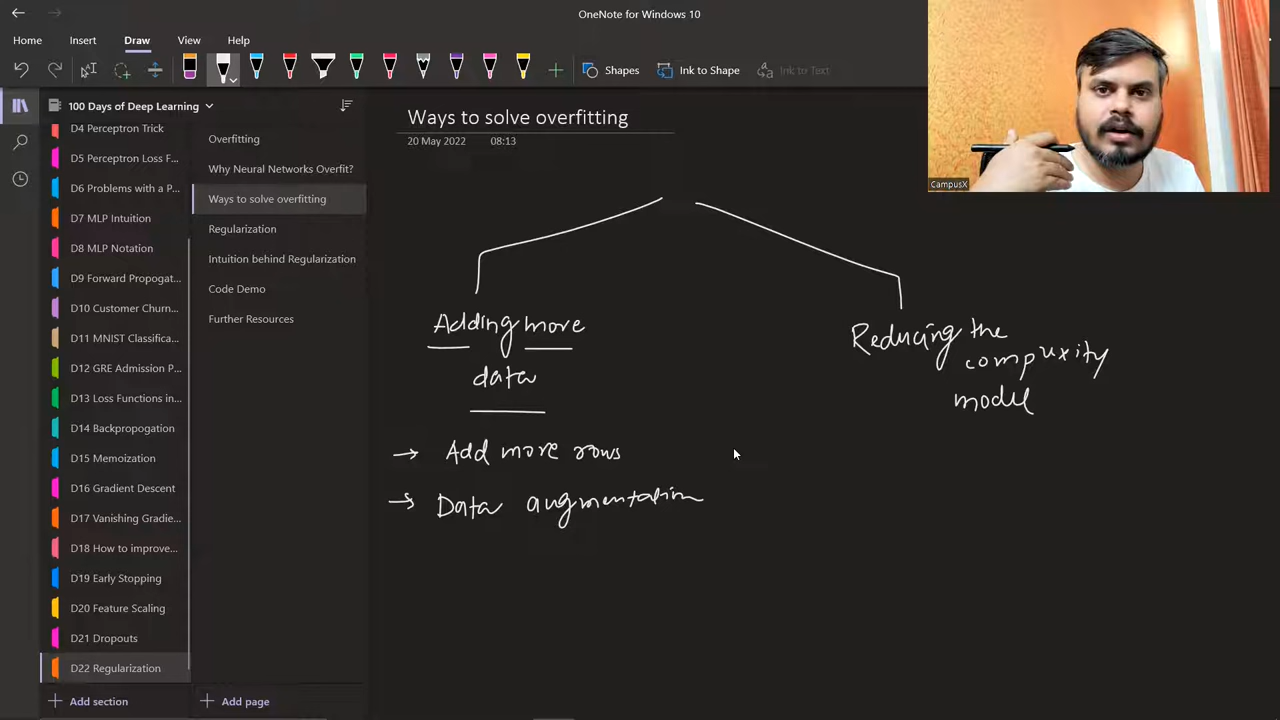 OneNote for Windows 10
Home Insert Draw View Help
Shapes Ink to Shape Ink to Text
100 Days of Deep Learning
D4 Perceptron Trick
D5 Perceptron Loss F...
D6 Problems with a P...
D7 MLP Intuition
D8 MLP Notation
D9 Forward Propogat...
D10 Customer Churn...
D11 MNIST Classifica...
D12 GRE Admission P...
D13 Loss Functions in...
D14 Backpropogation
D15 Memoization
D16 Gradient Descent
D17 Vanishing Gradie...
D18 How to improve...
D19 Early Stopping
D20 Feature Scaling
D21 Dropouts
D22 Regularization
Add section
Overfitting
Why Neural Networks Overfit?
Ways to solve overfitting
Regularization
Intuition behind Regularization
Code Demo
Further Resources
Add page
Ways to solve overfitting
20 May 2022 08:13
Adding more
data
→ Add more rows
→ Data augmentation
Reducing the
compuxity
model
CampusX